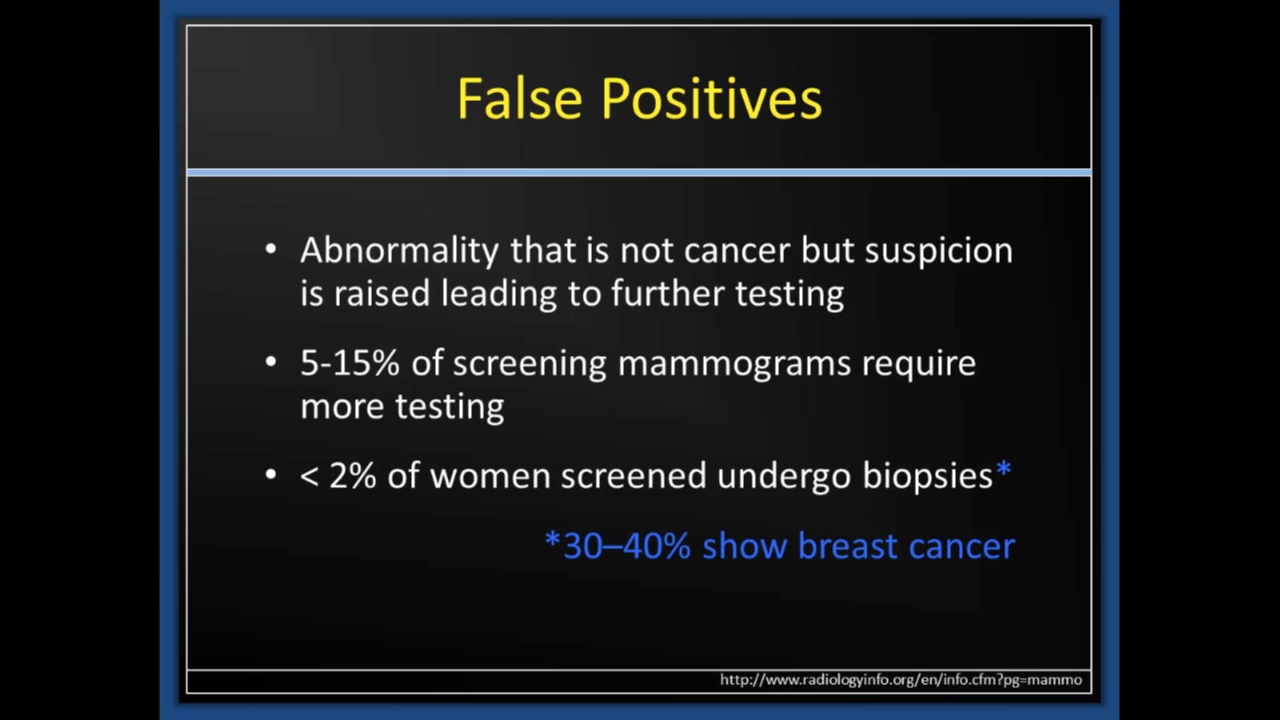 False Positives
• Abnormality that is not cancer but suspicion
is raised leading to further testing
• 5-15% of screening mammograms require
more testing
• < 2% of women screened undergo biopsies*
*30–40% show breast cancer
http://www.radiologyinfo.org/en/info.cfm?pg=mammo